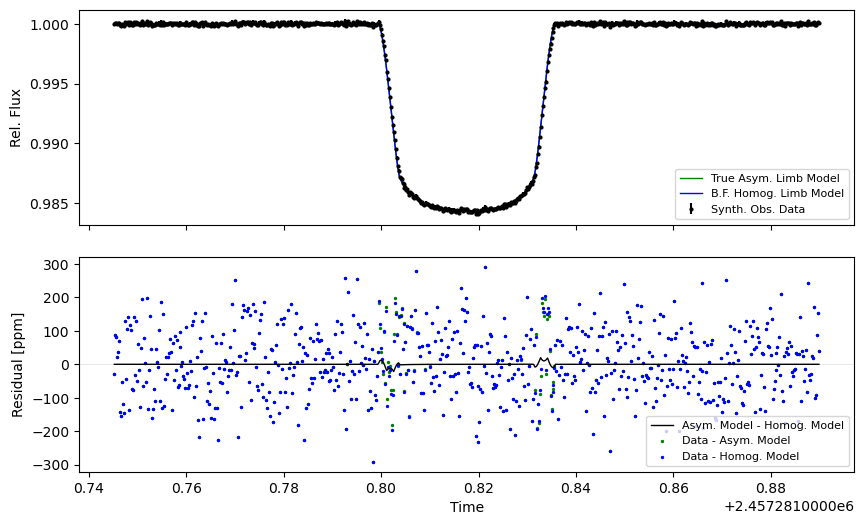 1.000
0.995
0.990
0.985
Rel. Flux
True Asym. Limb Model
B.F. Homog. Limb Model
Synth. Obs. Data
300
200
100
0
−100
−200
−300
Residual [ppm]
Asym. Model - Homog. Model
Data - Asym. Model
Data - Homog. Model
0.74 0.76 0.78 0.80 0.82 0.84 0.86 0.88
Time
+2.4572810000e6